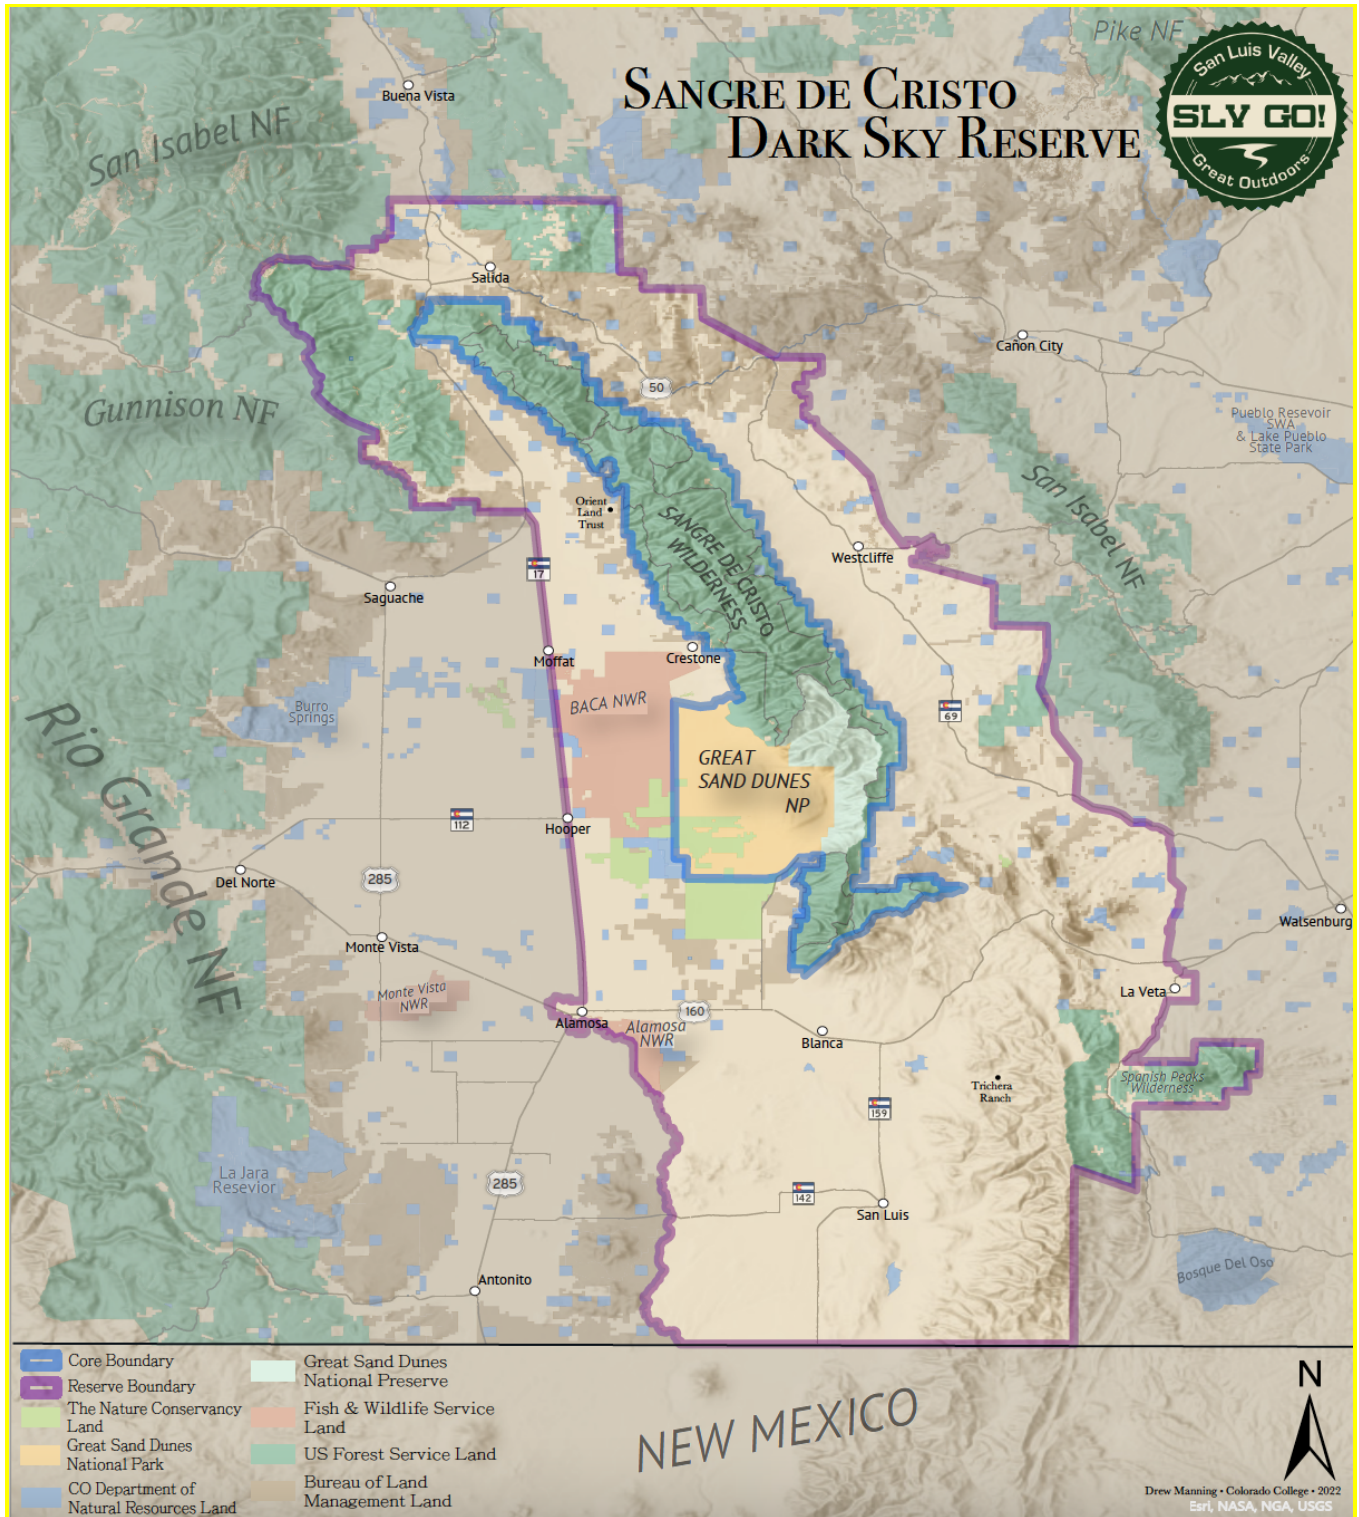 Pike NF
San Luis Valley
SLV GO!
Great Outdoors
SANGRE DE CRISTO
DARK SKY RESERVE
Buena Vista
San Isabel NF
Salida
Cañon City
50
Gunnison NF
Pueblo Resevoir
SWA
& Lake Pueblo
State Park
San Isabel NF
Orient
Land
Trust
SANGRE DE CRISTO
WILDERNESS
Westcliffe
17
Saguache
Moffat
Crestone
BACA NWR
Burro
Springs
69
Rio Grande NF
GREAT
SAND DUNES
NP
112
Hooper
Del Norte
285
Walsenburg
Monte Vista
Monte Vista
NWR
La Veta
Alamosa
160
Alamosa
NWR
Blanca
Trichera
Ranch
Spanish Peaks
Wilderness
159
La Jara
Resevior
285
142
San Luis
Antonito
Bosque Del Oso
Core Boundary
Reserve Boundary
The Nature Conservancy
Land
Great Sand Dunes
National Park
CO Department of
Natural Resources Land
Great Sand Dunes
National Preserve
Fish & Wildlife Service
Land
US Forest Service Land
Bureau of Land
Management Land
NEW MEXICO
N
Drew Manning • Colorado College • 2022
Esri, NASA, NGA, USGS